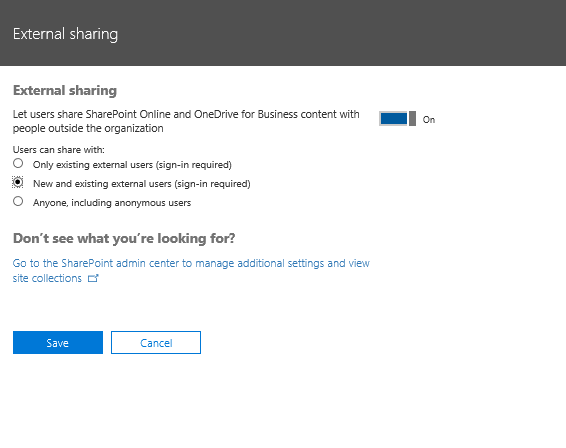 External sharing
External sharing
Let users share SharePoint Online and OneDrive for Business content with
people outside the organization
On
Users can share with:
Only existing external users (sign-in required)
New and existing external users (sign-in required)
Anyone, including anonymous users
Don't see what you're looking for?
Go to the SharePoint admin center to manage additional settings and view
site collections
Save
Cancel